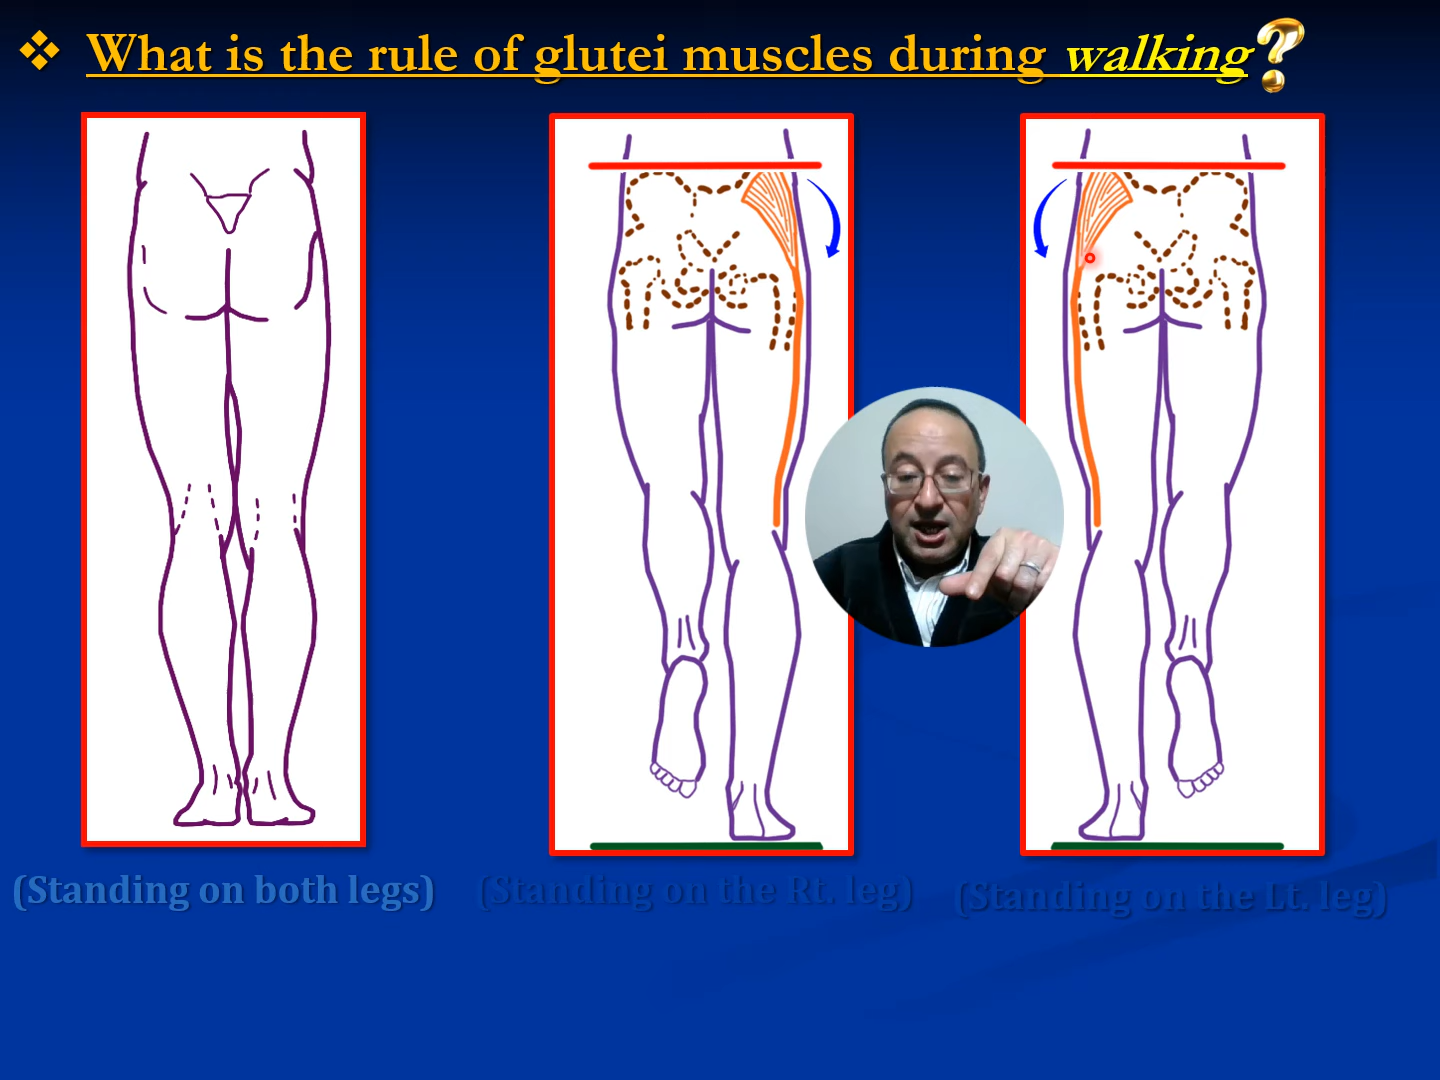 ❖ What is the rule of glutei muscles during walking?
(Standing on both legs)
(Standing on the Rt. leg)
(Standing on the Lt. leg)